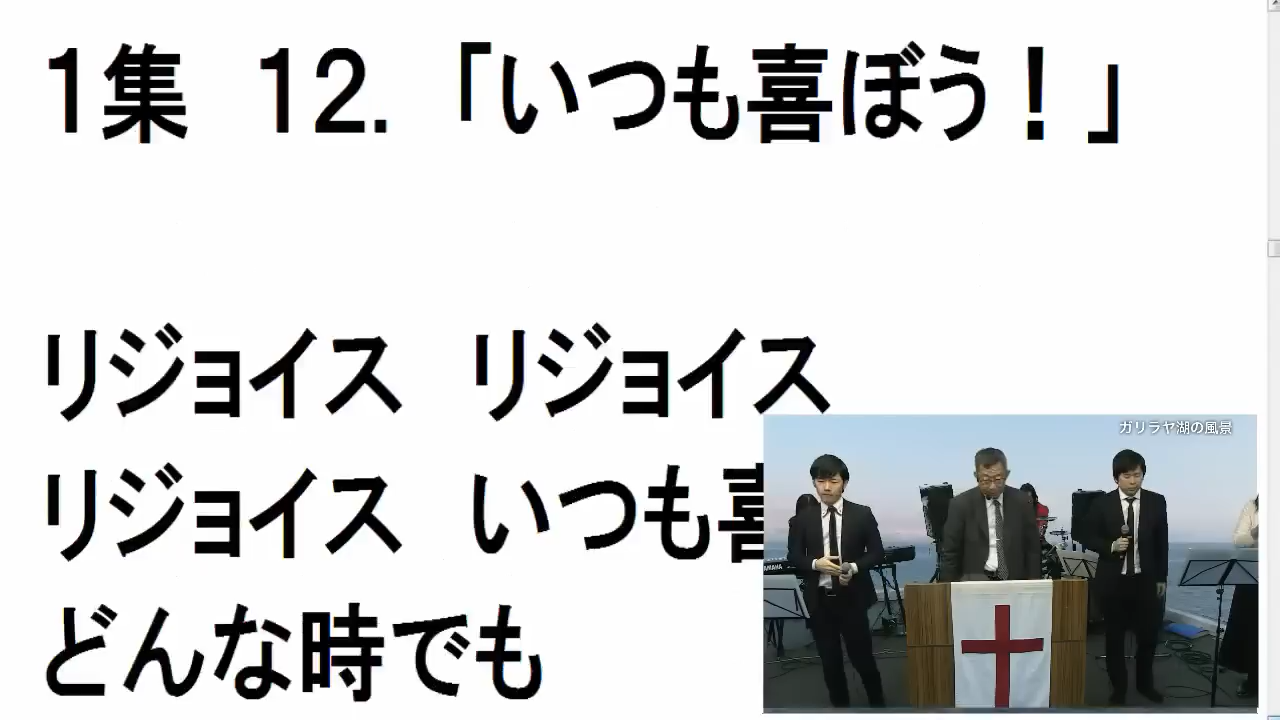 1集　12.「いつも喜ぼう！」
リジョイス　リジョイス
リジョイス　いつも喜
どんな時でも
ガリラヤ湖の風景
YAMAHA